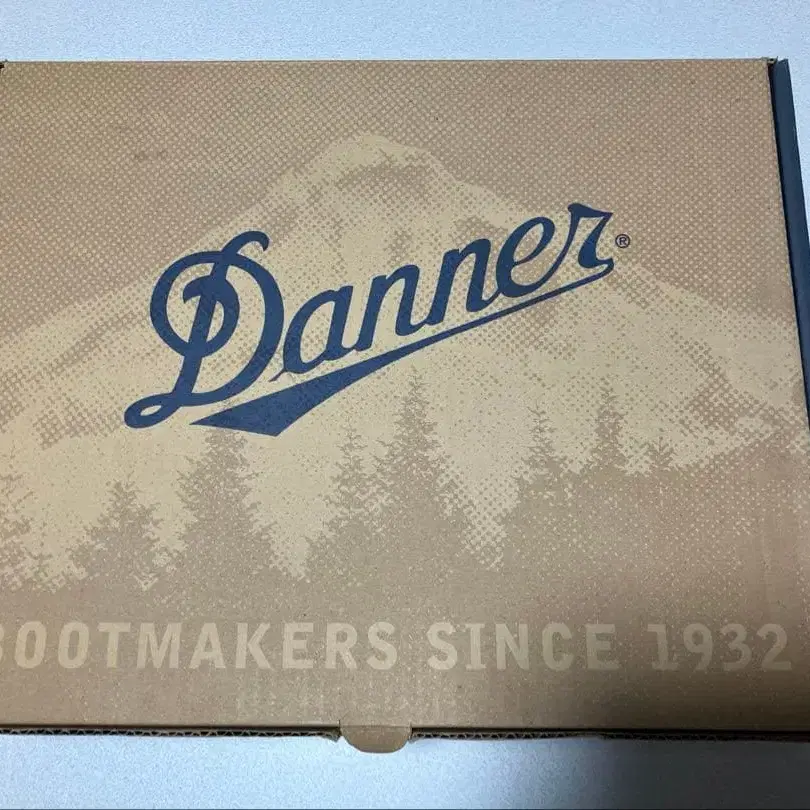 Danner®
BOOTMAKERS SINCE 1932